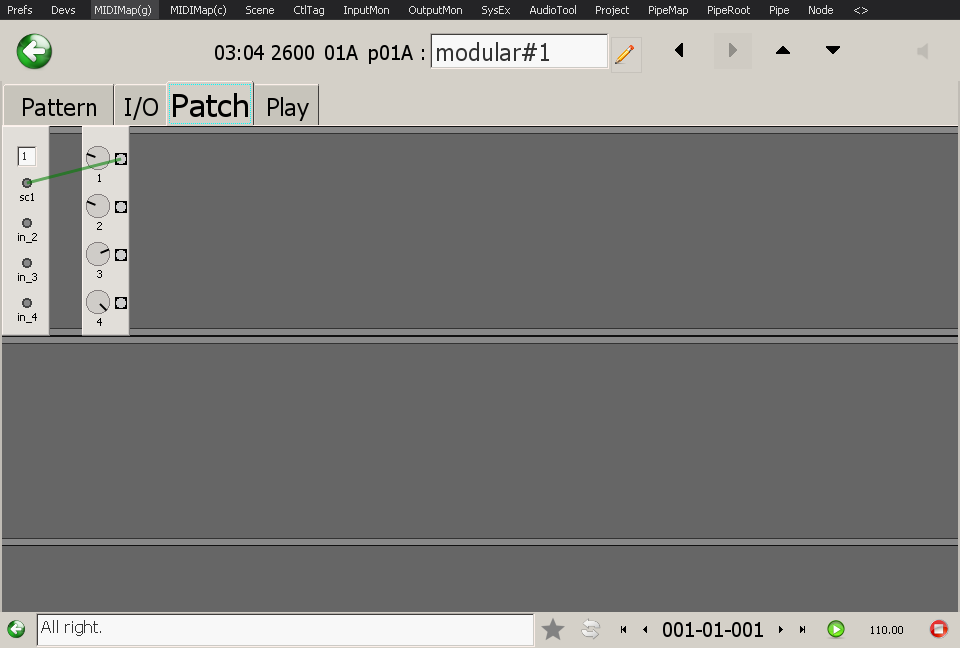 Prefs Devs MIDIMap(g) MIDIMap(c) Scene CtlTag InputMon OutputMon SysEx AudioTool Project PipeMap PipeRoot Pipe Node <>
03:04 2600 01A p01A : modular#1
Pattern I/O Patch Play
1
sc1
in_2
in_3
in_4
1
2
3
4
All right. 001-01-001 110.00